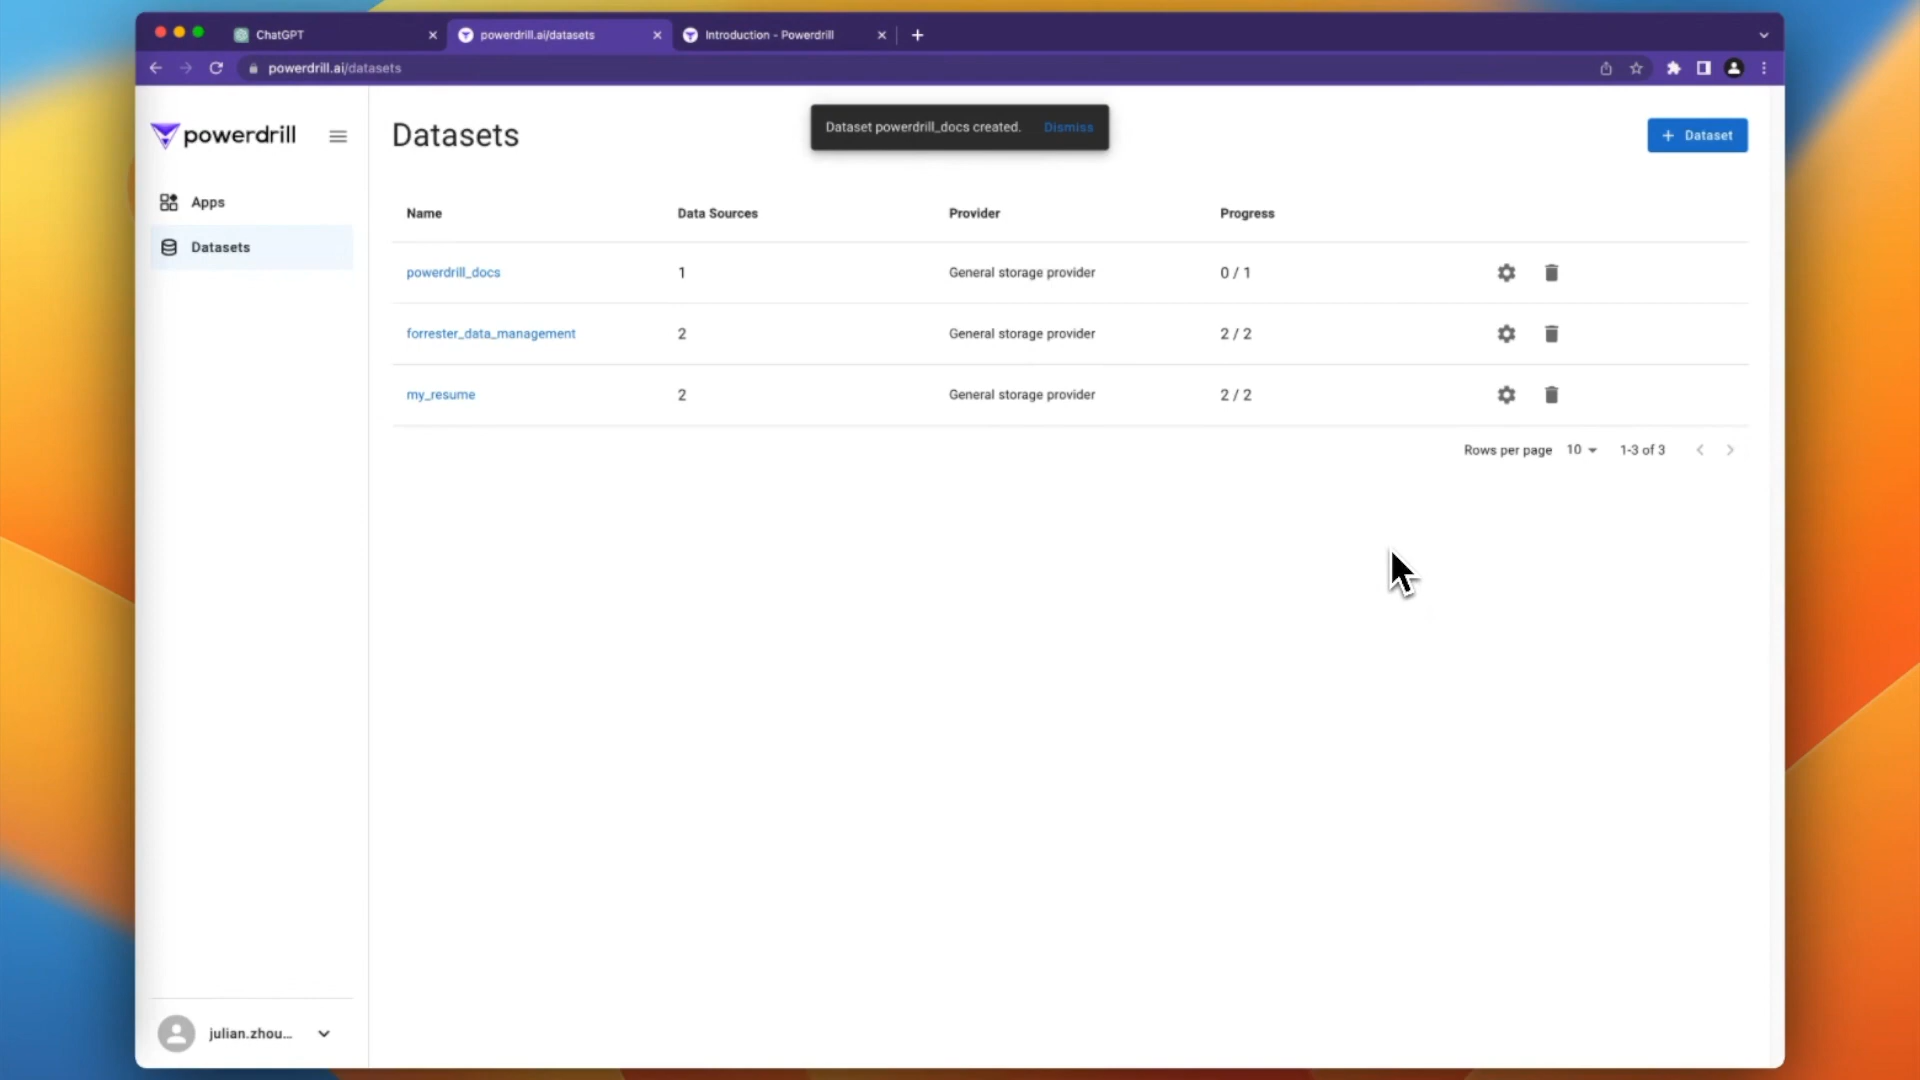 ChatGPT
powerdrill.ai/datasets
Introduction - Powerdrill
powerdrill.ai/datasets
powerdrill
Datasets
Dataset powerdrill_docs created. Dismiss
+ Dataset
Apps
Datasets
Name Data Sources Provider Progress
powerdrill_docs 1 General storage provider 0 / 1
forrester_data_management 2 General storage provider 2 / 2
my_resume 2 General storage provider 2 / 2
Rows per page 10 1-3 of 3
julian.zhou...